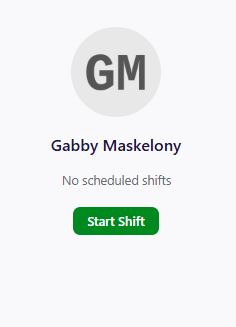 GM
Gabby Maskelony
No scheduled shifts
Start Shift